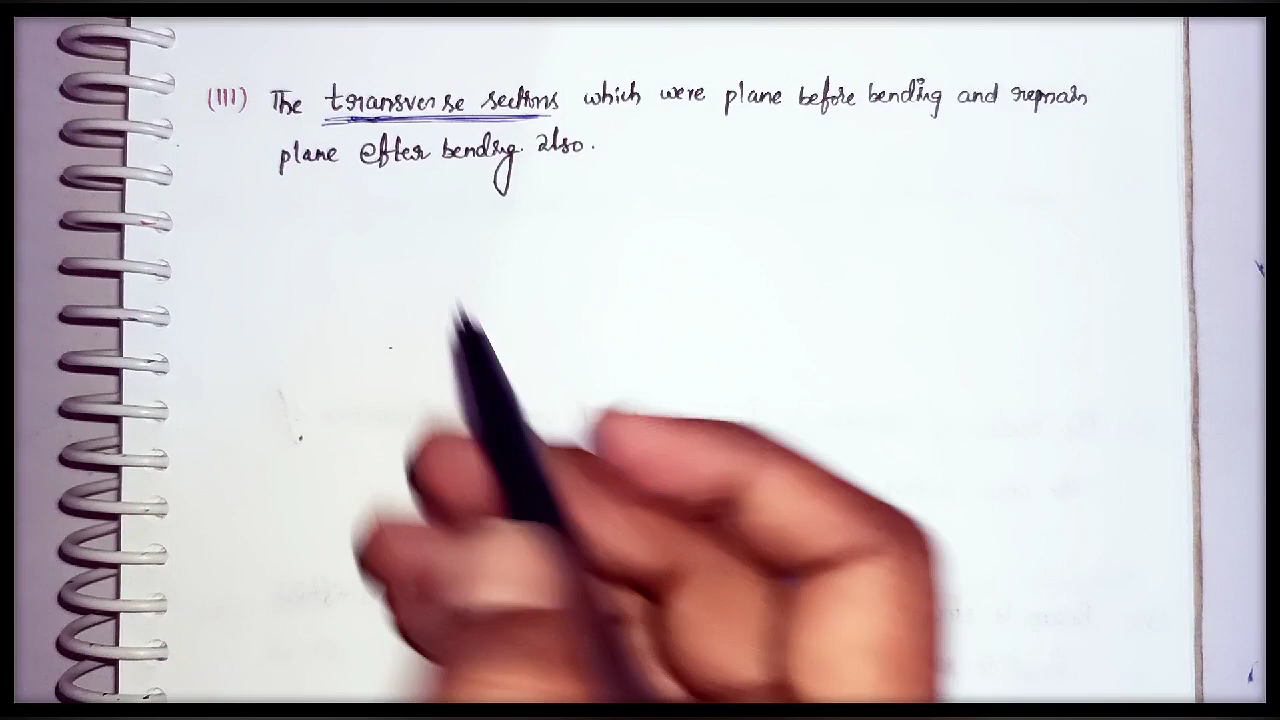 (III) The transverse sections which were plane before bending and remain
plane after bending. also.